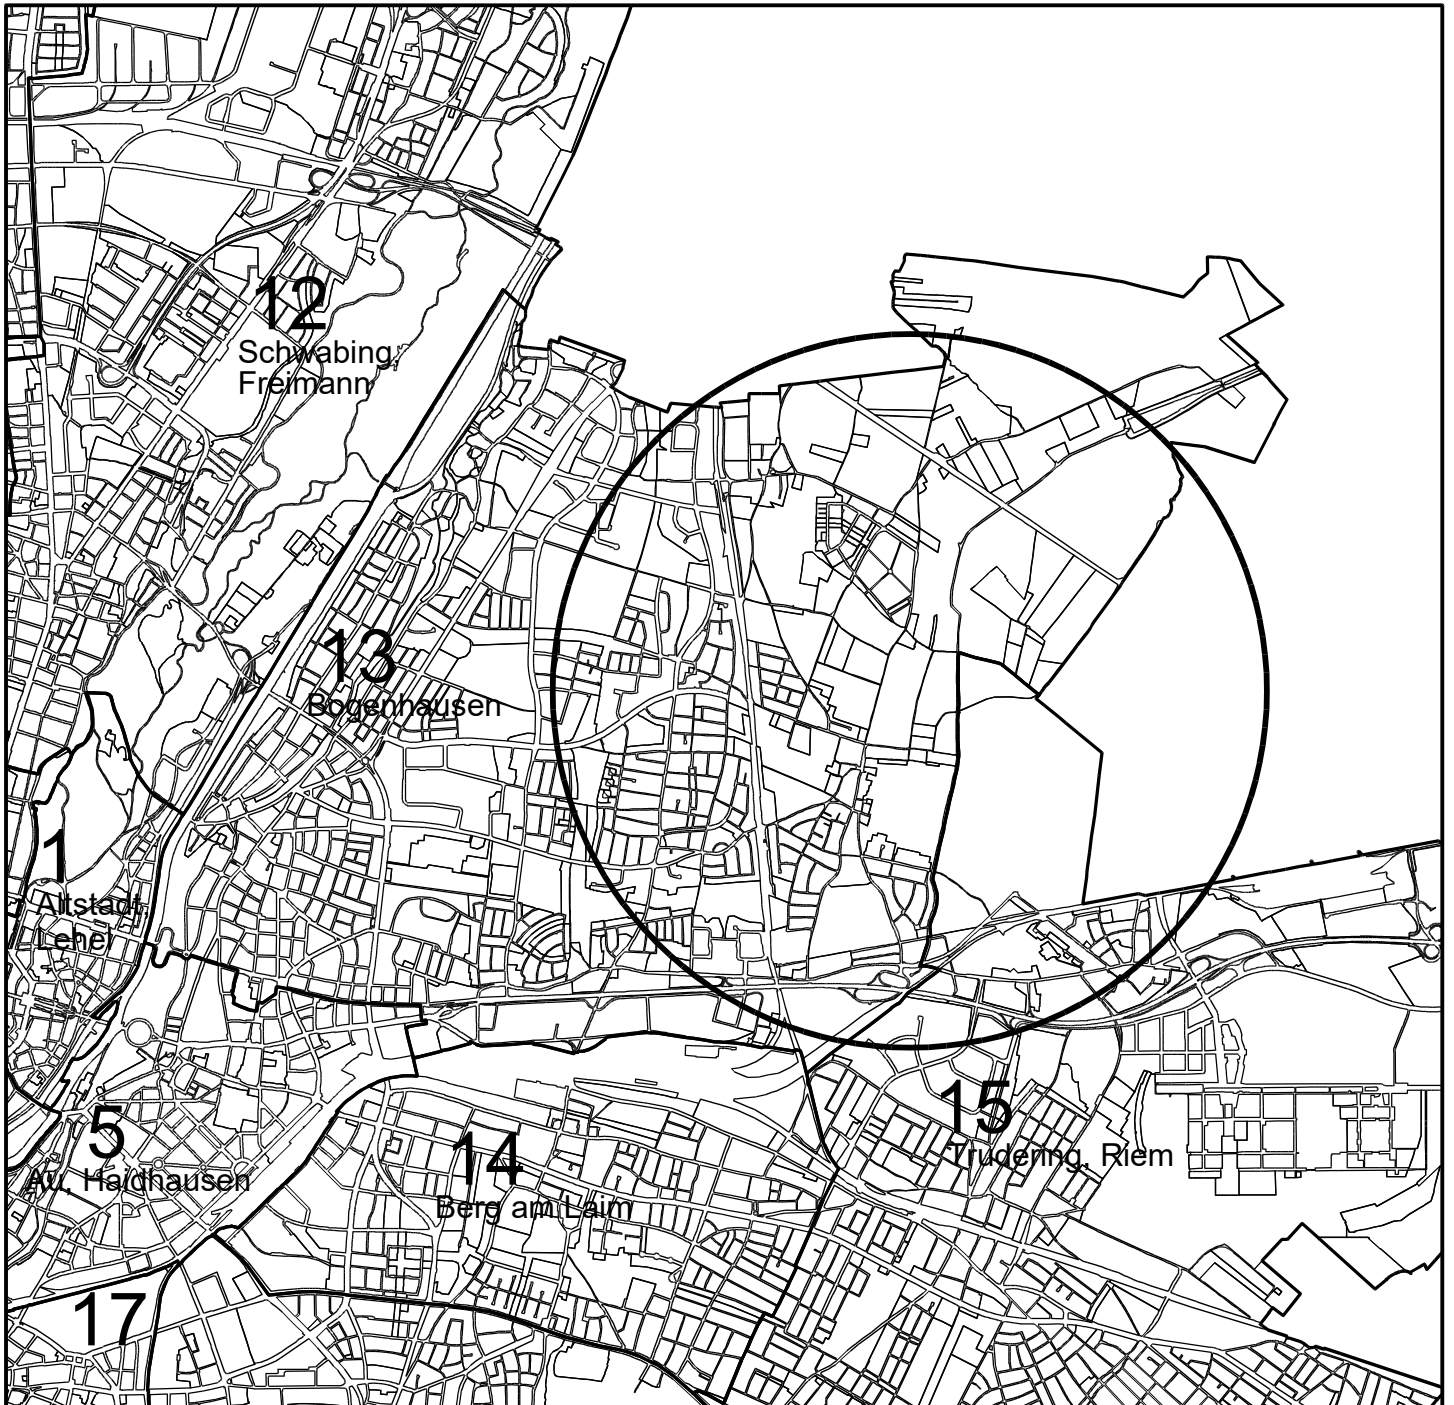 12
Schwabing,
Freimann
13
Bogenhausen
1
Altstadt,
Lehel
5
Au, Haidhausen
14
Berg am Laim
15
Trudering, Riem
17